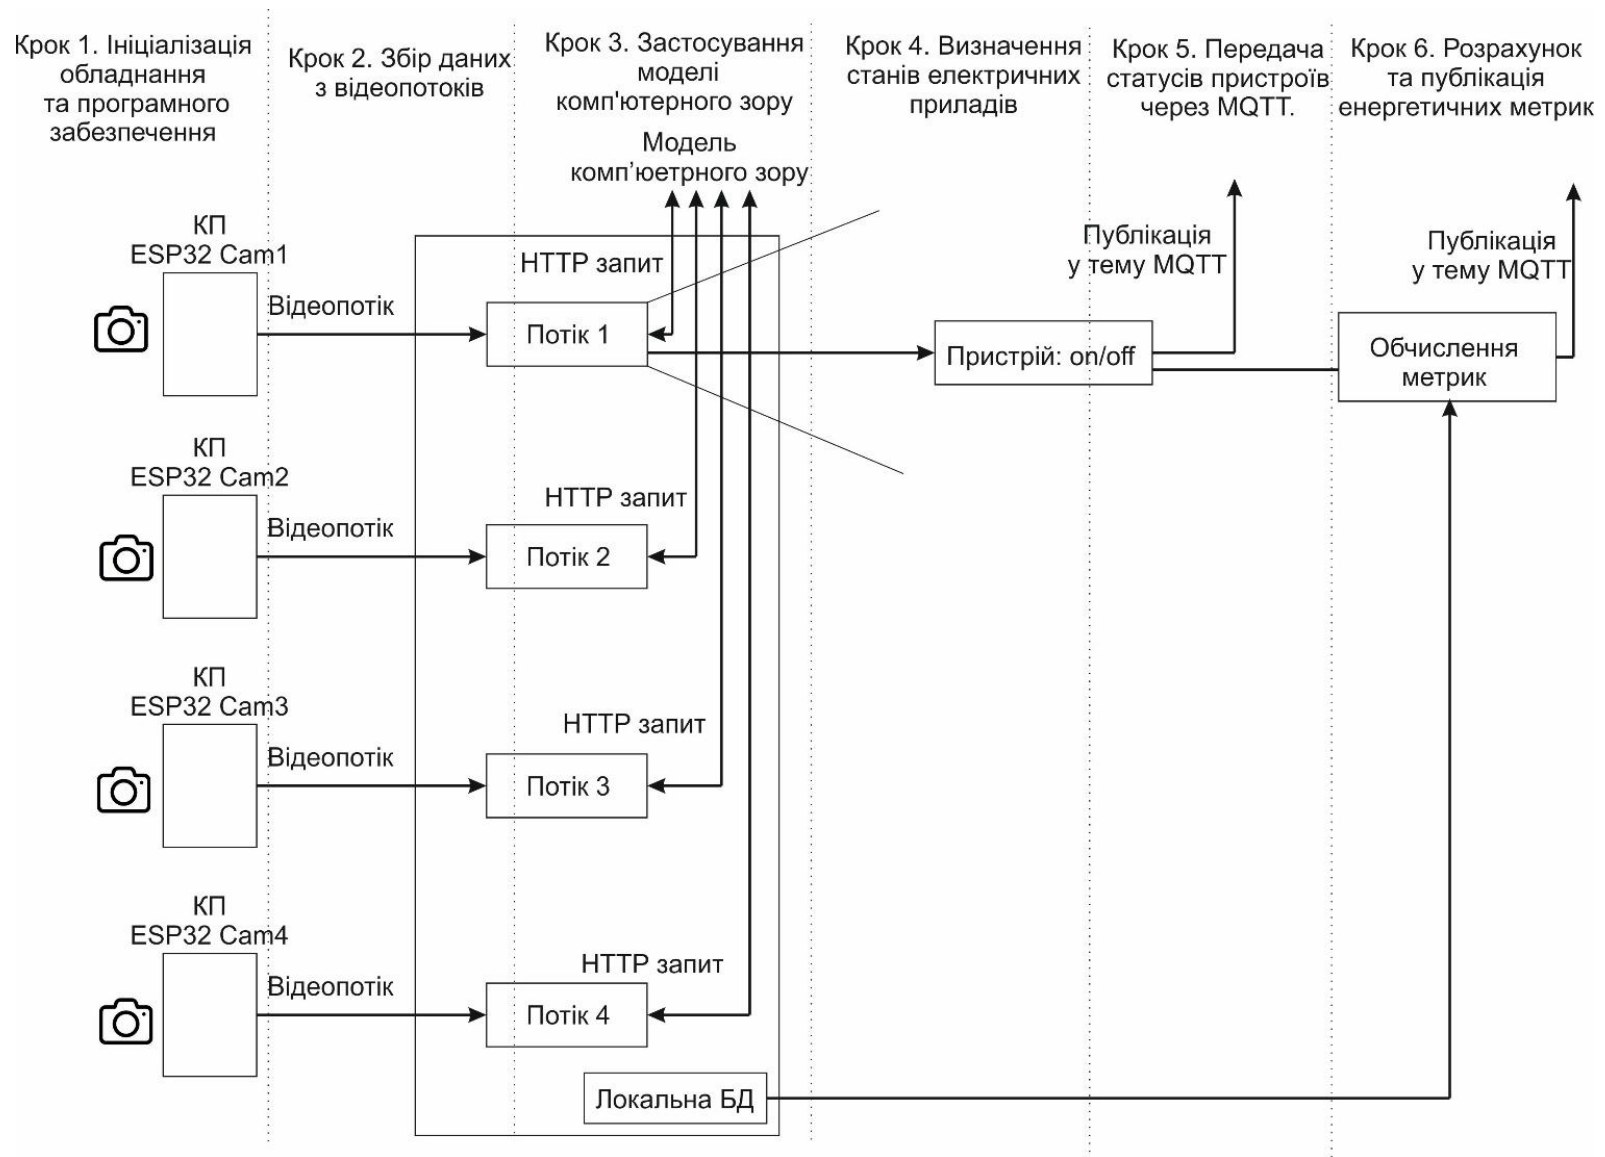 Крок 1. Ініціалізація
обладнання
та програмного
забезпечення
Крок 2. Збір даних
з відеопотоків
Крок 3. Застосування
моделі
комп'ютерного зору
Крок 4. Визначення
станів електричних
приладів
Крок 5. Передача
статусів пристроїв
через MQTT.
Крок 6. Розрахунок
та публікація
енергетичних метрик
Модель
комп’юетрного зору
КП
ESP32 Cam1
Відеопотік
HTTP запит
Потік 1
Пристрій: on/off
Публікація
у тему MQTT
Обчислення
метрик
Публікація
у тему MQTT
КП
ESP32 Cam2
Відеопотік
HTTP запит
Потік 2
КП
ESP32 Cam3
Відеопотік
HTTP запит
Потік 3
КП
ESP32 Cam4
Відеопотік
HTTP запит
Потік 4
Локальна БД